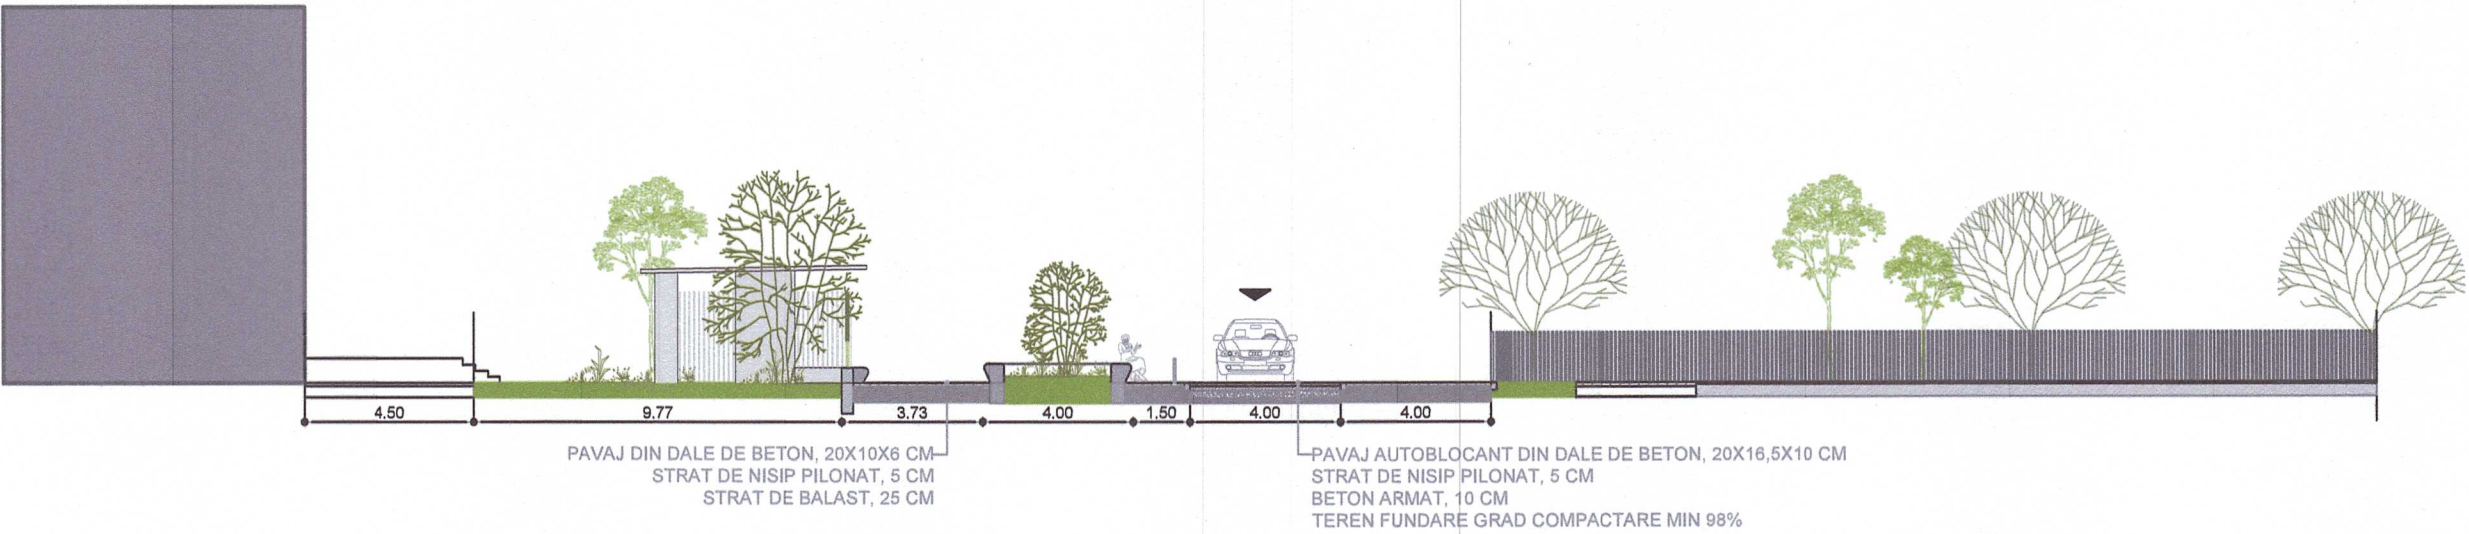 4.50
9.77
3.73
4.00
1.50
4.00
4.00
PAVAJ DIN DALE DE BETON, 20X10X6 CM
STRAT DE NISIP PILONAT, 5 CM
STRAT DE BALAST, 25 CM
PAVAJ AUTOBLOCANT DIN DALE DE BETON, 20X16,5X10 CM
STRAT DE NISIP PILONAT, 5 CM
BETON ARMAT, 10 CM
TEREN FUNDARE GRAD COMPACTARE MIN 98%